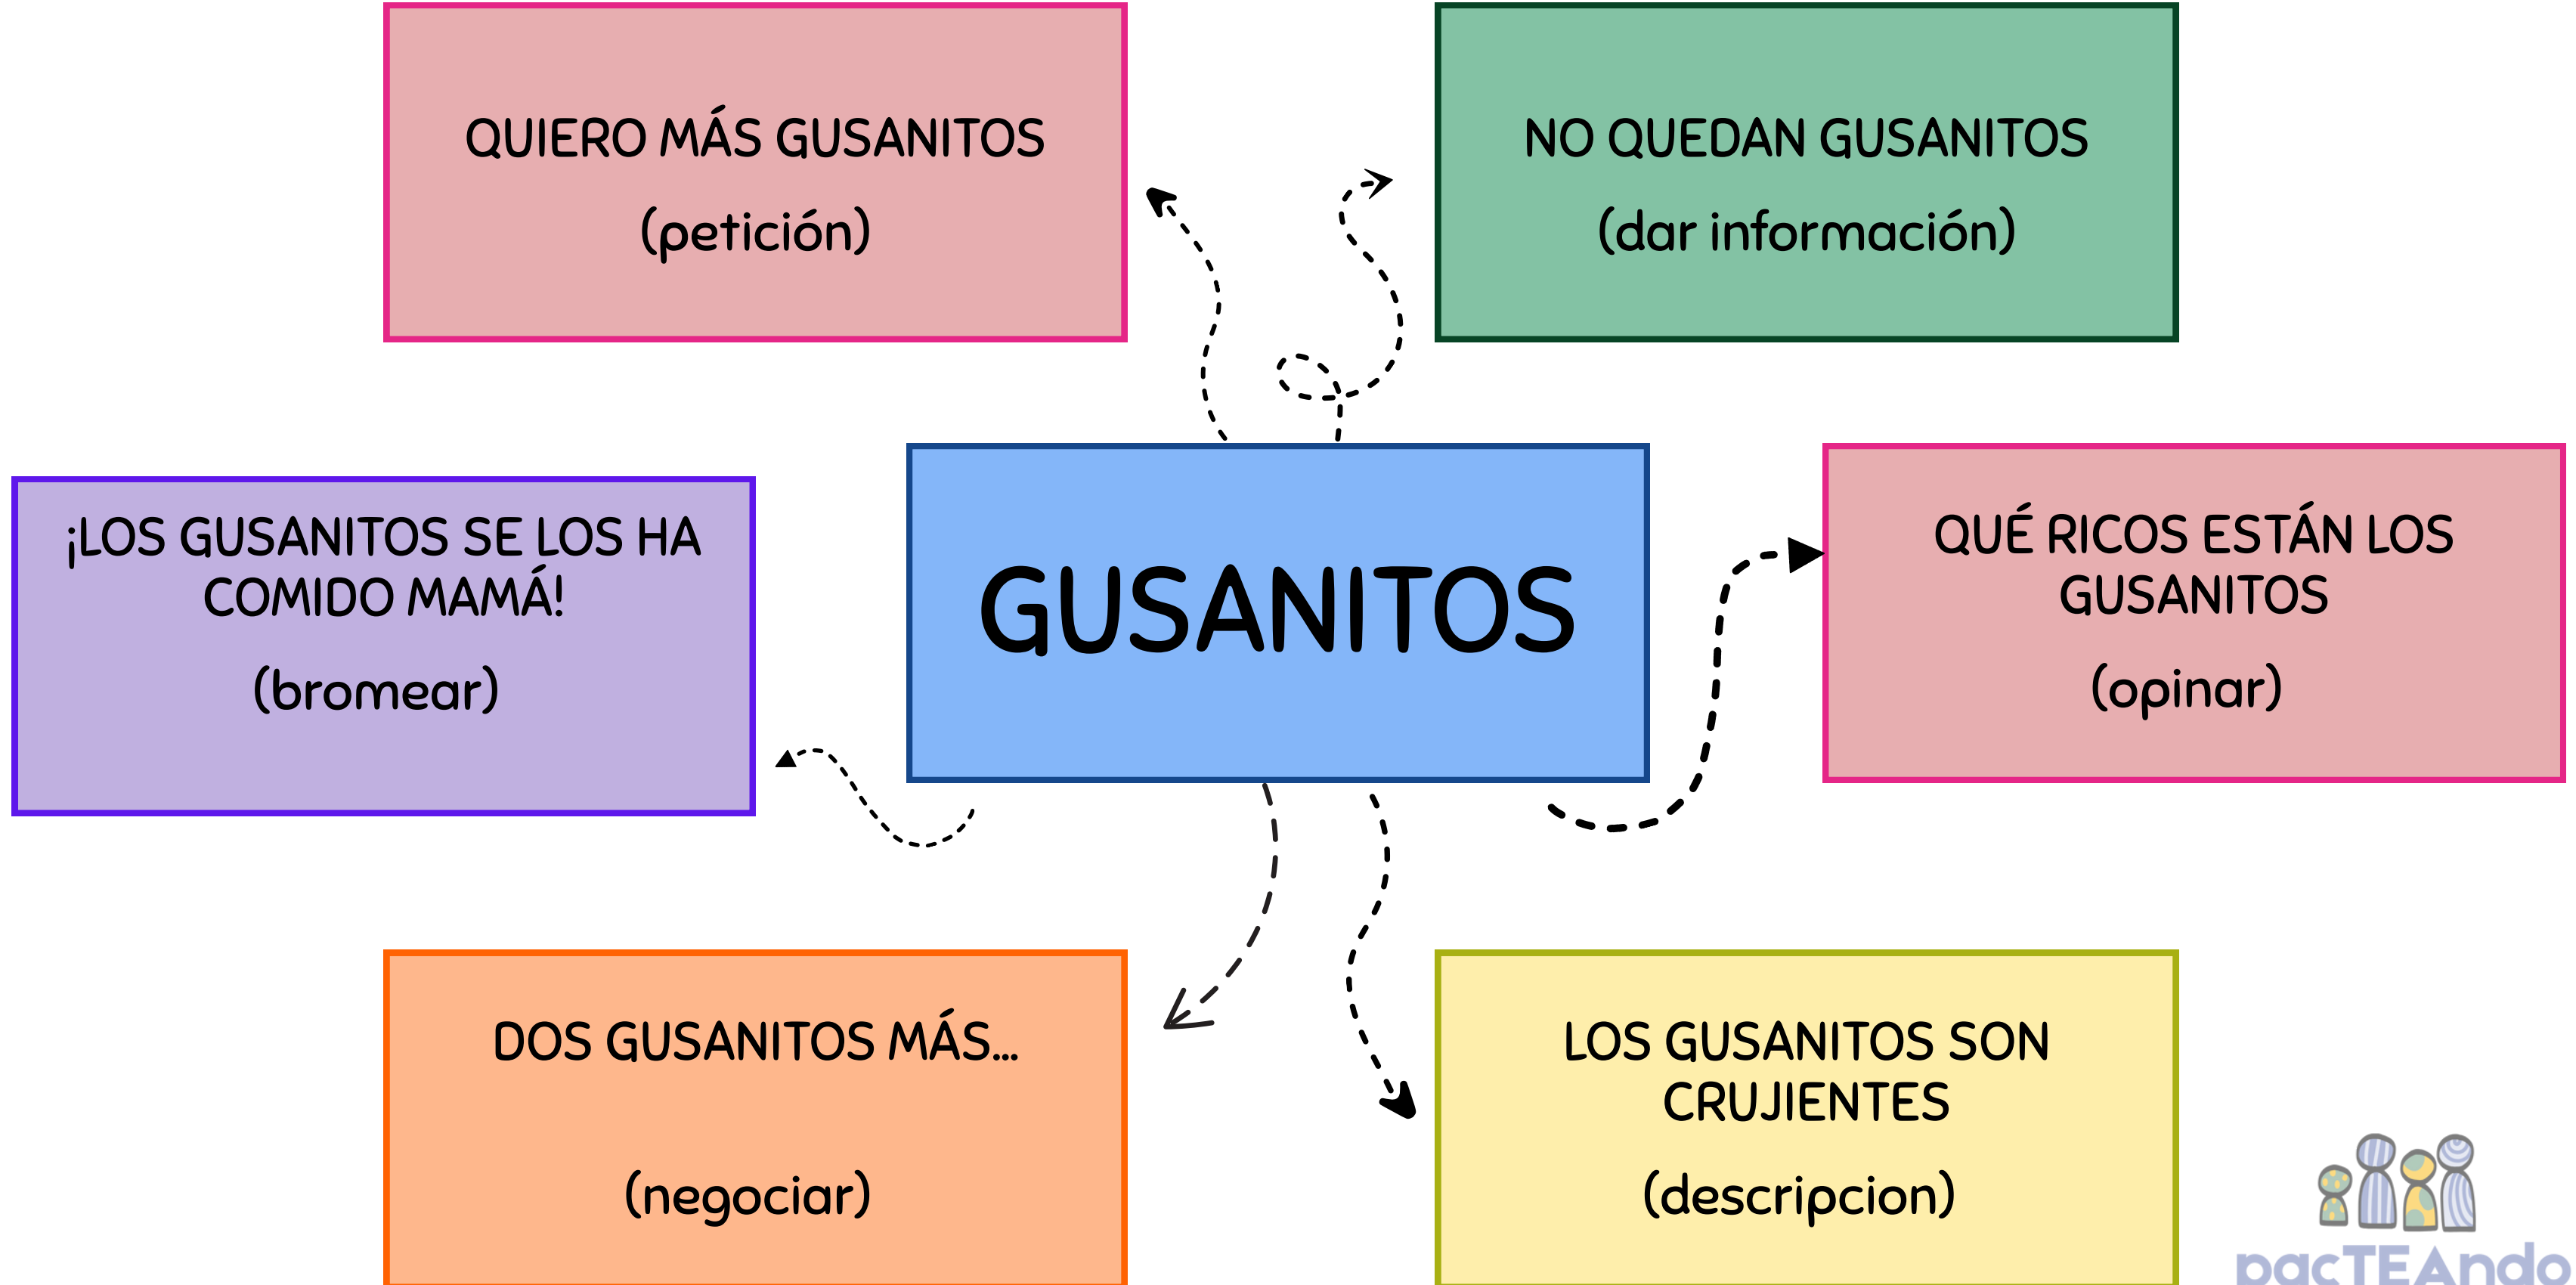 QUIERO MÁS GUSANITOS
(petición)
NO QUEDAN GUSANITOS
(dar información)
¡LOS GUSANITOS SE LOS HA
COMIDO MAMÁ!
(bromear)
GUSANITOS
QUÉ RICOS ESTÁN LOS
GUSANITOS
(opinar)
DOS GUSANITOS MÁS...
(negociar)
LOS GUSANITOS SON
CRUJIENTES
(descripcion)
pacTEAndo